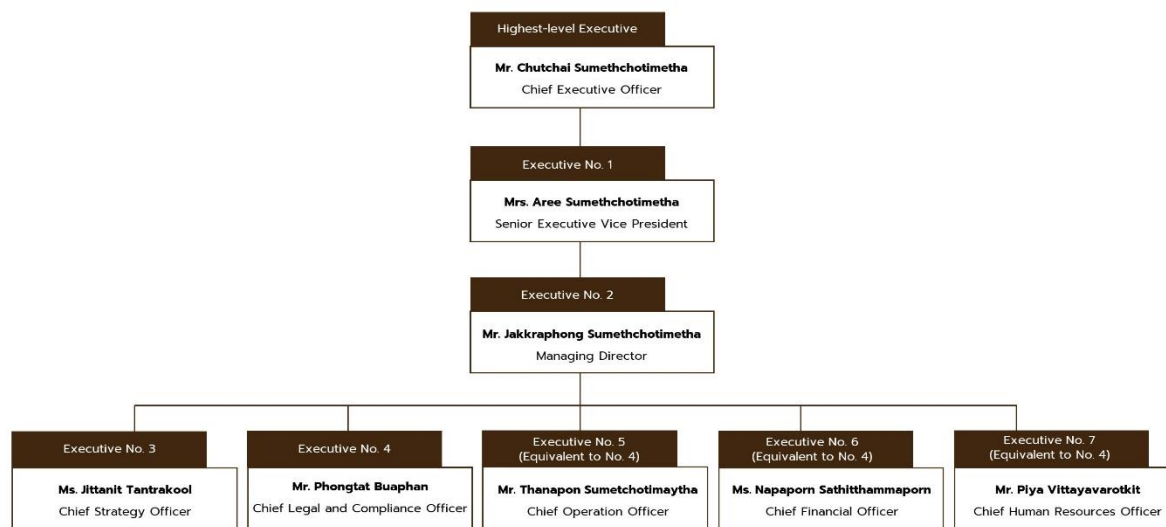 Highest-level Executive
Mr. Chutchai Sumethchotimetha
Chief Executive Officer
Executive No. 1
Mrs. Aree Sumethchotimetha
Senior Executive Vice President
Executive No. 2
Mr. Jakkraphong Sumethchotimetha
Managing Director
Executive No. 3
Ms. Jittanit Tantrakool
Chief Strategy Officer
Executive No. 4
Mr. Phongtat Buaphan
Chief Legal and Compliance Officer
Executive No. 5
(Equivalent to No. 4)
Mr. Thanapon Sumetchotimaytha
Chief Operation Officer
Executive No. 6
(Equivalent to No. 4)
Ms. Napaporn Sathitthammaporn
Chief Financial Officer
Executive No. 7
(Equivalent to No. 4)
Mr. Piya Vittayavarotkit
Chief Human Resources Officer